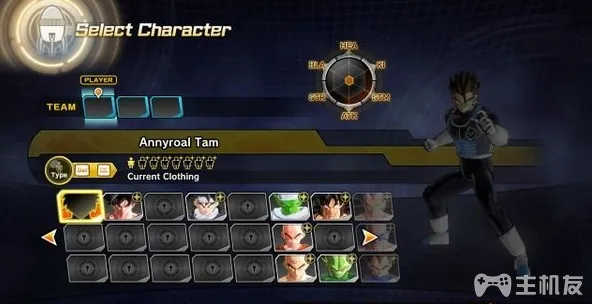 Select Character
HEA
BLA
KI
STR
STM
ATK
PLAYER
TEAM
Annyroal Tam
Type
Current Clothing
主机友